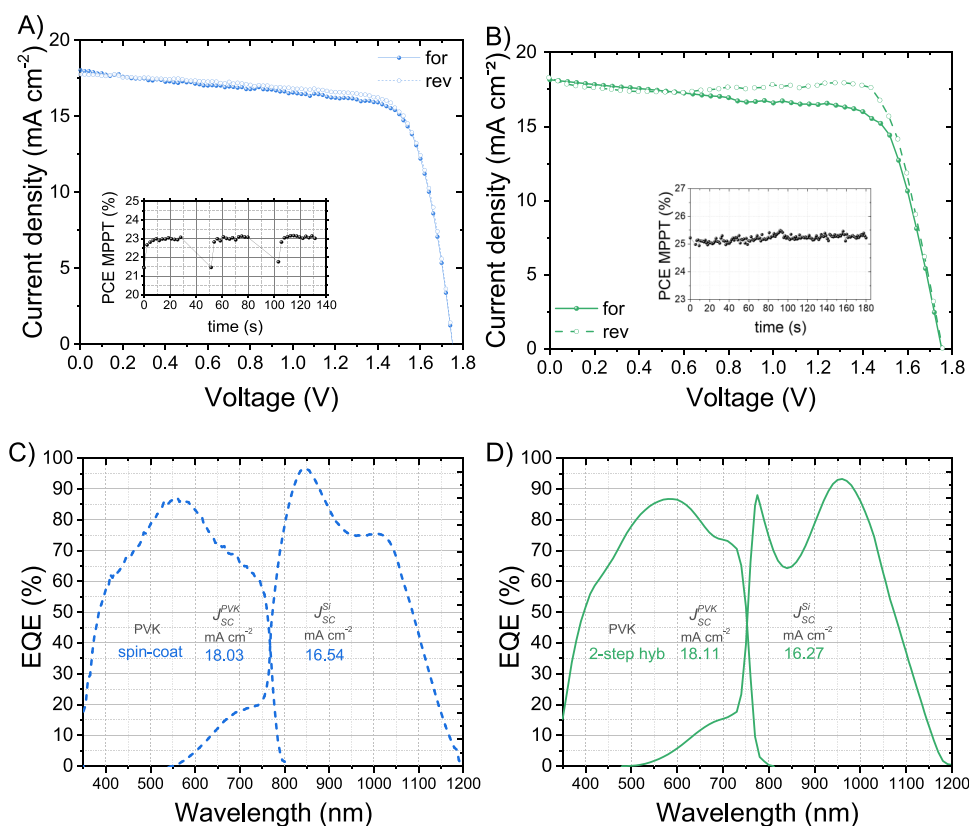 A)
20
15
10
5
0
0.0 0.2 0.4 0.6 0.8 1.0 1.2 1.4 1.6 1.8
Current density (mA cm⁻²)
Voltage (V)
for
rev
25
24
23
22
21
20
0 20 40 60 80 100 120 140
PCE MPPT (%)
time (s)
B)
20
15
10
5
0
0.0 0.2 0.4 0.6 0.8 1.0 1.2 1.4 1.6 1.8
Current density (mA cm⁻²)
Voltage (V)
for
rev
27
26
25
24
23
0 20 40 60 80 100 120 140 160 180
PCE MPPT (%)
time (s)
C)
100
90
80
70
60
50
40
30
20
10
0
400 500 600 700 800 900 1000 1100 1200
EQE (%)
Wavelength (nm)
PVK J_SC^PVK J_SC^Si
mA cm⁻² mA cm⁻²
spin-coat 18.03 16.54
D)
100
90
80
70
60
50
40
30
20
10
0
400 500 600 700 800 900 1000 1100 1200
EQE (%)
Wavelength (nm)
PVK J_SC^PVK J_SC^Si
mA cm⁻² mA cm⁻²
2-step hyb 18.11 16.27